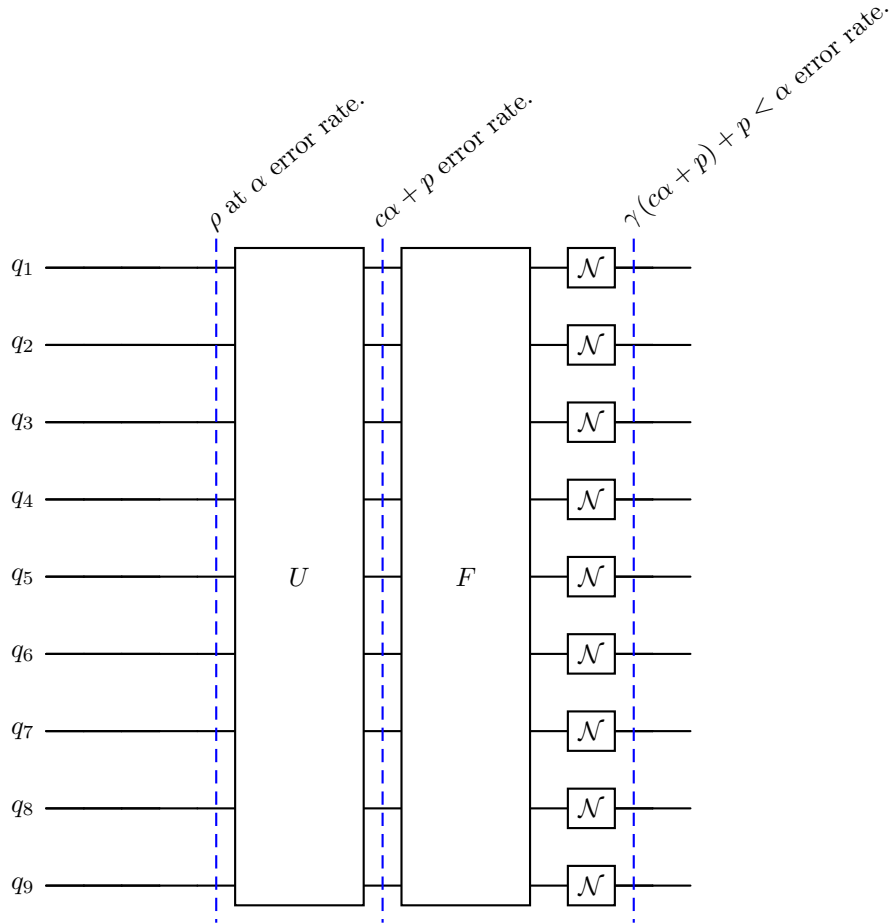 ρ at α error rate.
cα + p error rate.
γ (cα + p) + p < α error rate.
q₁
q₂
q₃
q₄
q₅
q₆
q₇
q₈
q₉
U
F
𝒩
𝒩
𝒩
𝒩
𝒩
𝒩
𝒩
𝒩
𝒩